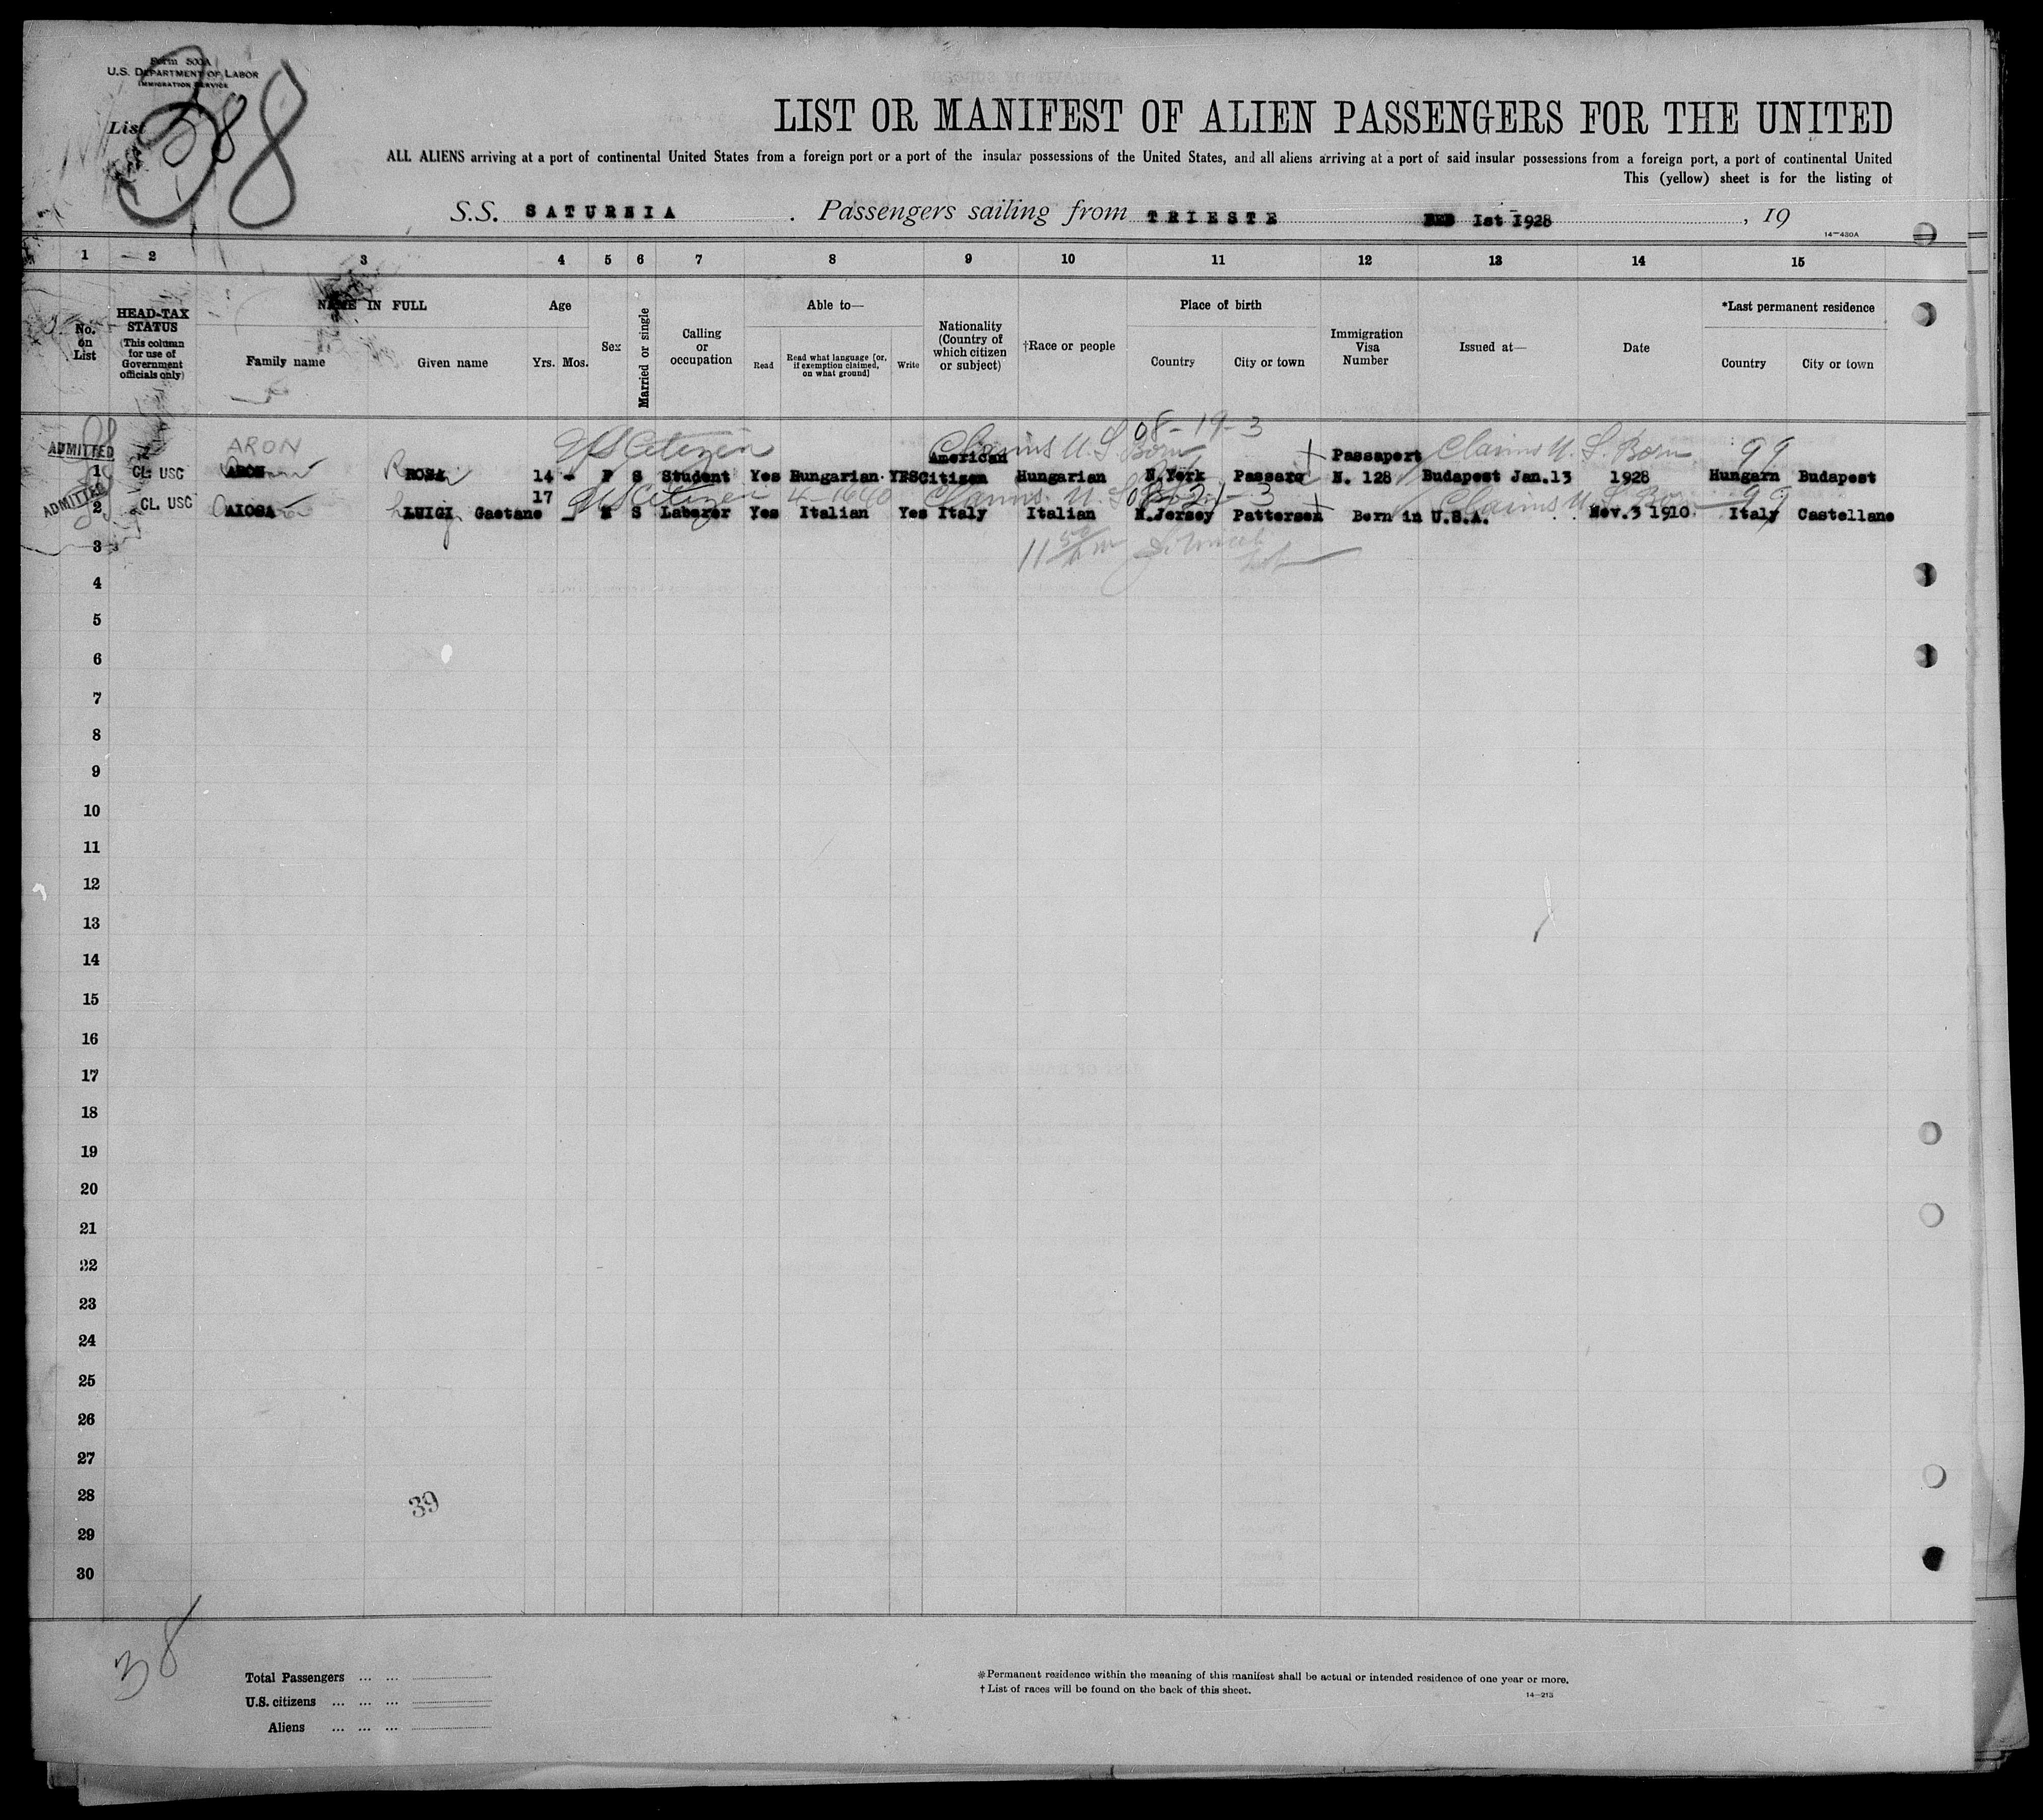 Form 500A
U.S. DEPARTMENT OF LABOR
IMMIGRATION SERVICE
List 38
LIST OR MANIFEST OF ALIEN PASSENGERS FOR THE UNITED
ALL ALIENS arriving at a port of continental United States from a foreign port or a port of the insular possessions of the United States, and all aliens arriving at a port of said insular possessions from a foreign port, a port of continental United
This (yellow) sheet is for the listing of
S.S. SATURNIA . Passengers sailing from TRIESTE FEB 1st 1928 , 19
14-430A
1 2 3 4 5 6 7 8 9 10 11 12 13 14 15
No. on List
HEAD-TAX STATUS (This column for use of Government officials only)
NAME IN FULL
Family name Given name
Age
Yrs. Mos.
Sex
Married or single
Calling or occupation
Able to—
Read Read what language [or, if exemption claimed, on what ground] Write
Nationality (Country of which citizen or subject)
†Race or people
Place of birth
Country City or town
Immigration Visa Number
Issued at—
Date
*Last permanent residence
Country City or town
08-19-3
ADMITTED ARON US Citizen Claims U.S. Born Claims U.S. Born 99
American Passaport
1 CL USC ARON ROSA 14 - F S Student Yes Hungarian YES Citizen Hungarian N.York Passaro N. 128 Budapest Jan.13 1928 Hungarn Budapest
ADMITTED 17 US Citizen 4-1640 Claims U.S. 08-21-3 Claims U.S. Born 99
2 CL. USC AIOSA LUIGI Gaetano - M S Laborer Yes Italian Yes Italy Italian N.Jersey Patterson Born in U.S.A. Nov.3 1910 Italy Castellano
3
4
5
6
7
8
9
10
11
12
13
14
15
16
17
18
19
20
21
22
23
24
25
26
27
28
39
29
30
38
Total Passengers ... ...
U.S. citizens ... ... ...
Aliens ... ... ...
*Permanent residence within the meaning of this manifest shall be actual or intended residence of one year or more.
† List of races will be found on the back of this sheet.
14-213